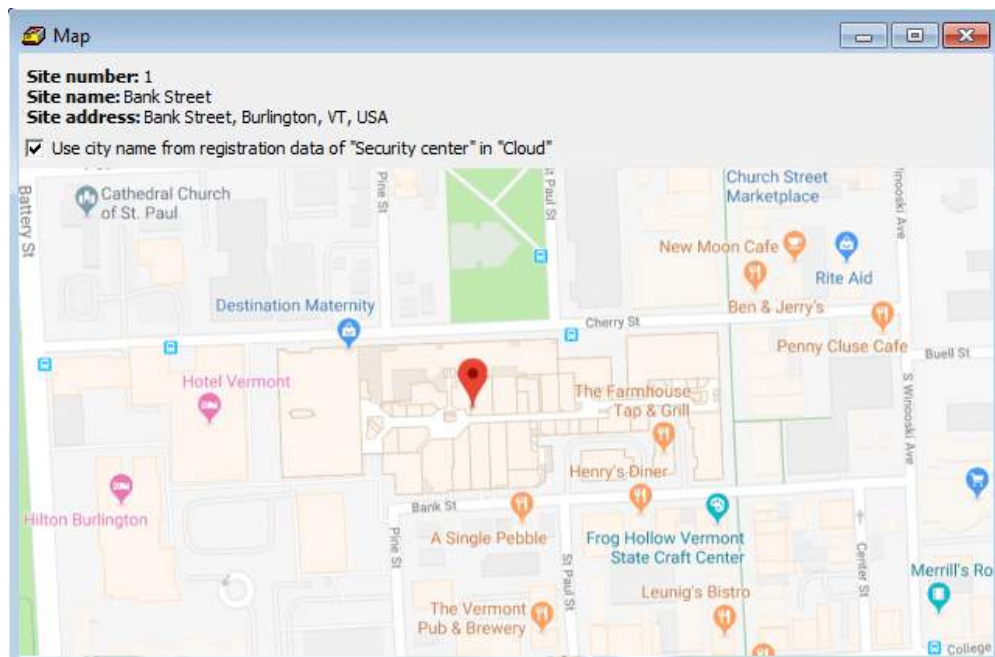 Map
Site number: 1
Site name: Bank Street
Site address: Bank Street, Burlington, VT, USA
Use city name from registration data of "Security center" in "Cloud"
Battery St
Cathedral Church
of St. Paul
Pine St
t Paul St
Church Street
Marketplace
inooski Ave
New Moon Cafe
Rite Aid
Ben & Jerry's
Destination Maternity
Cherry St
Penny Cluse Cafe
Buell St
Hotel Vermont
The Farmhouse
Tap & Grill
S Winooski Ave
Henry's Diner
Hilton Burlington
Bank St
A Single Pebble
Frog Hollow Vermont
State Craft Center
Pine St
St Paul St
Center St
Merrill's Ro
Leunig's Bistro
The Vermont
Pub & Brewery
College